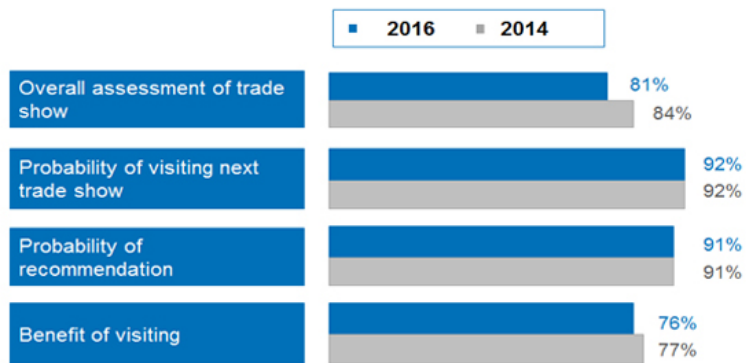 2016 2014
Overall assessment of trade
show
81%
84%
Probability of visiting next
trade show
92%
92%
Probability of
recommendation
91%
91%
Benefit of visiting
76%
77%